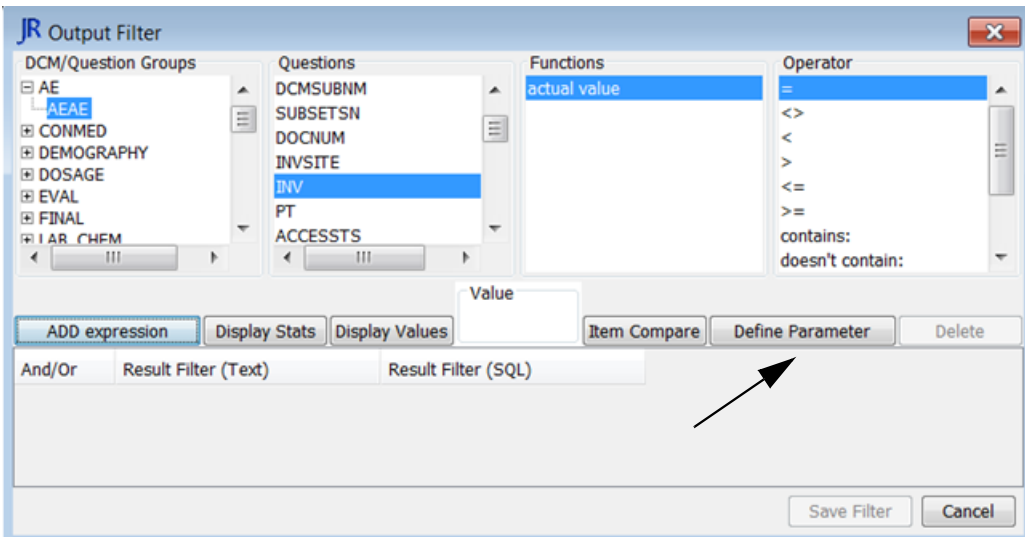 JR Output Filter
DCM/Question Groups
AE
AEAE
CONMED
DEMOGRAPHY
DOSAGE
EVAL
FINAL
LAB_CHEM
Questions
DCMSUBNM
SUBSETSN
DOCNUM
INVSITE
INV
PT
ACCESSTS
Functions
actual value
Operator
=
<>
<
>
<=
>=
contains:
doesn't contain:
Value
ADD expression Display Stats Display Values Item Compare Define Parameter Delete
And/Or Result Filter (Text) Result Filter (SQL)
Save Filter Cancel